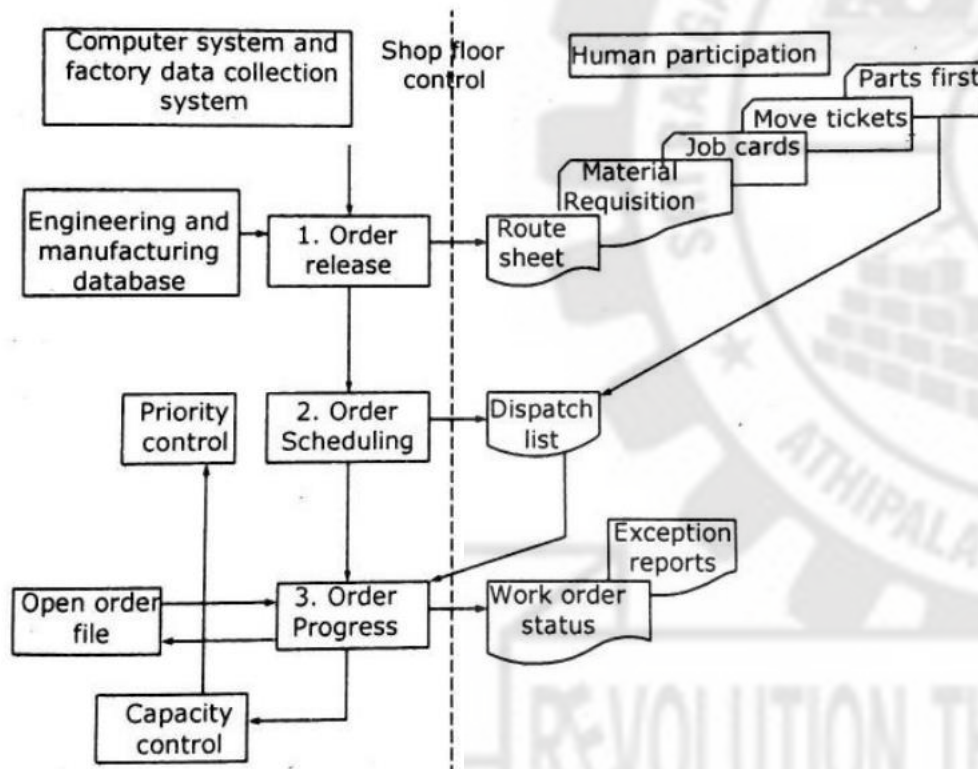 Computer system and
factory data collection
system
Shop floor
control
Human participation
Parts first
Move tickets
Job cards
Material
Requisition
Route
sheet
Engineering and
manufacturing
database
1. Order
release
Priority
control
2. Order
Scheduling
Dispatch
list
Exception
reports
Open order
file
3. Order
Progress
Work order
status
Capacity
control
ATHIPALA
REVOLUTION T